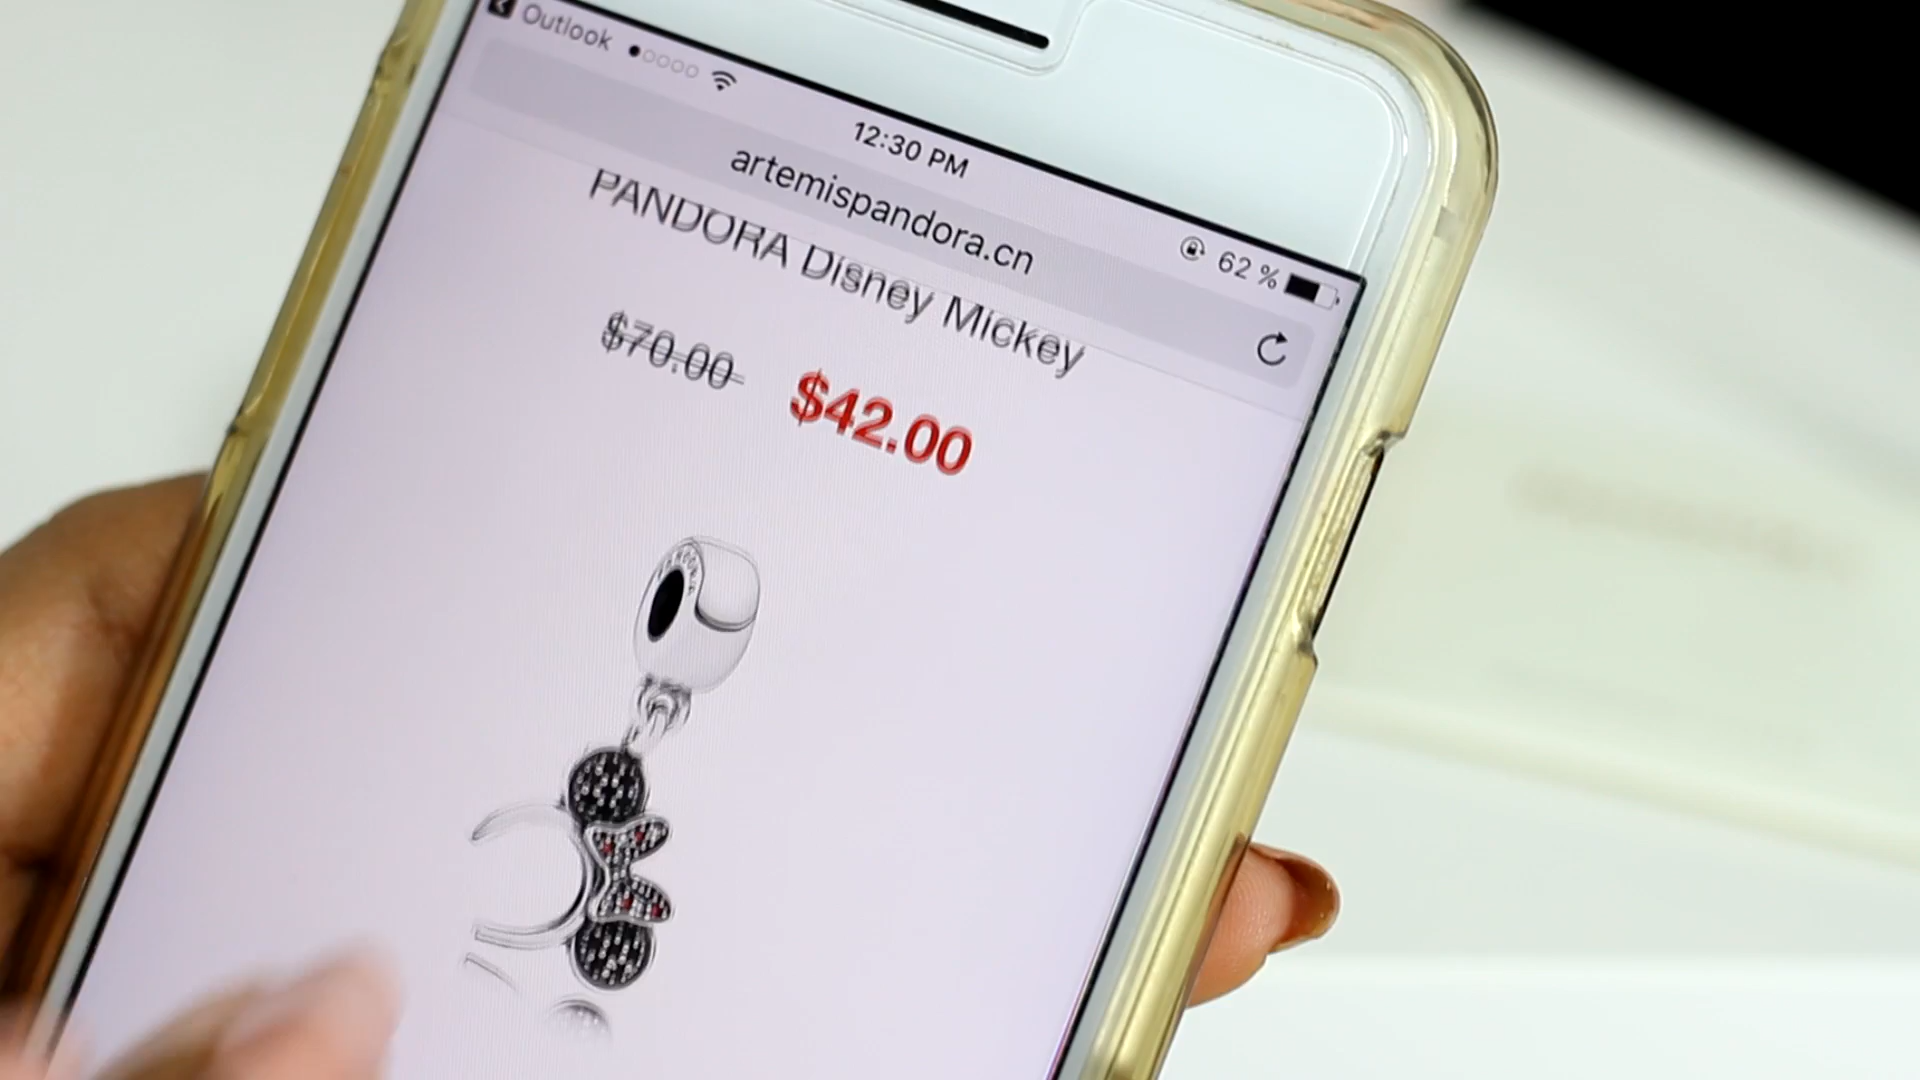 Outlook
12:30 PM
62 %
artemispandora.cn
PANDORA Disney Mickey
$70.00 $42.00